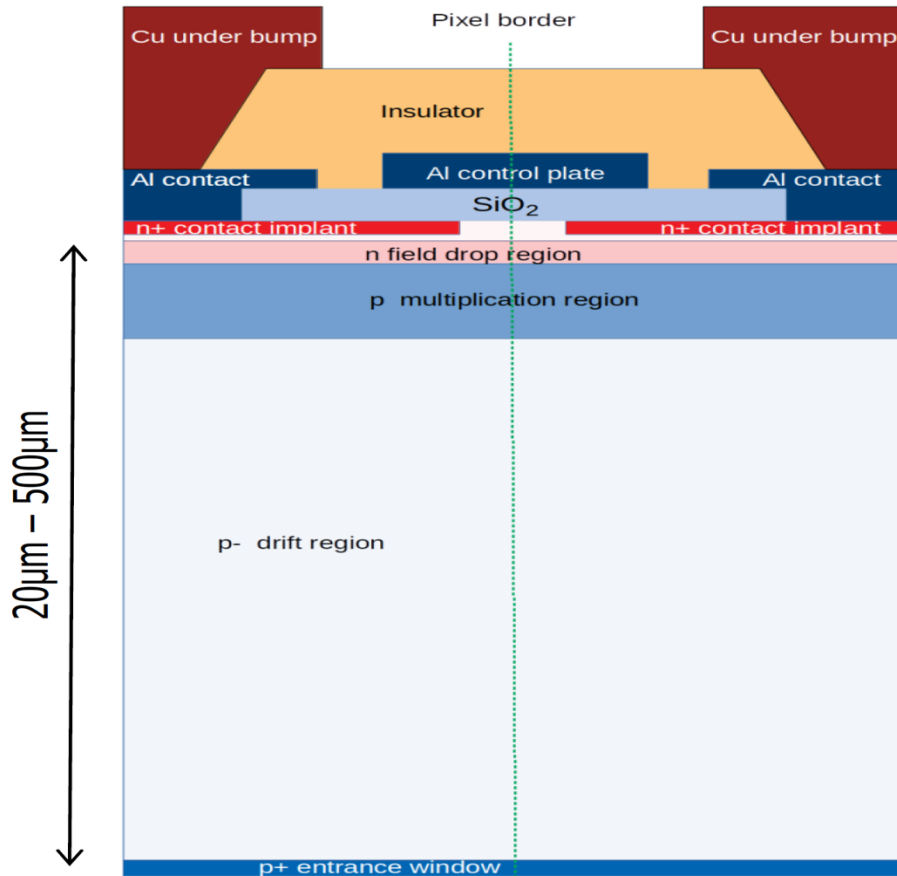 Pixel border
Cu under bump
Cu under bump
Insulator
Al contact
Al control plate
Al contact
SiO₂
n+ contact implant
n+ contact implant
n field drop region
p multiplication region
20µm – 500µm
p- drift region
p+ entrance window